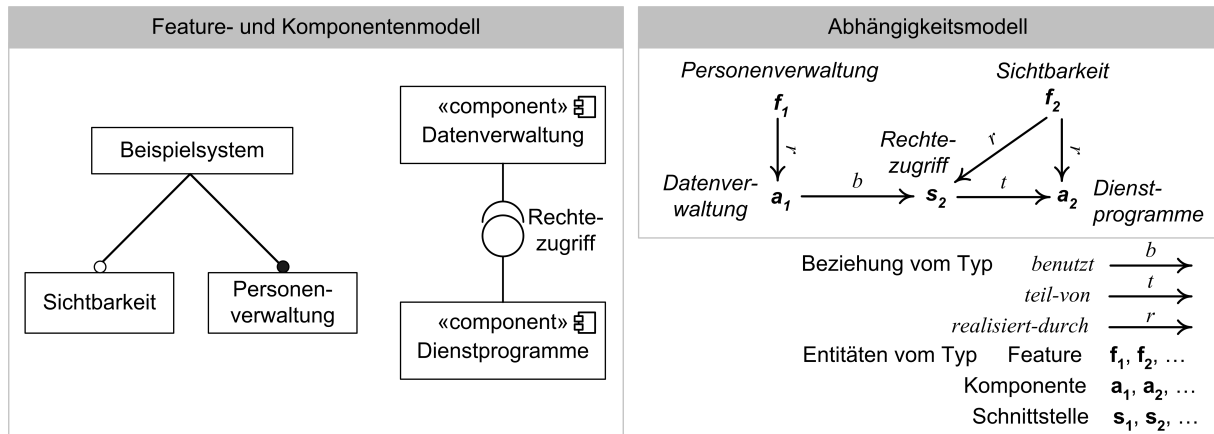 Feature- und Komponentenmodell
Beispielsystem
Sichtbarkeit
Personen-
verwaltung
«component»
Datenverwaltung
Rechte-
zugriff
«component»
Dienstprogramme
Abhängigkeitsmodell
Personenverwaltung
Sichtbarkeit
f1
f2
r
r
r
Rechte-
zugriff
Datenver-
waltung
a1
b
s2
t
a2
Dienst-
programme
Beziehung vom Typ benutzt b
teil-von t
realisiert-durch r
Entitäten vom Typ Feature f1, f2, …
Komponente a1, a2, …
Schnittstelle s1, s2, …